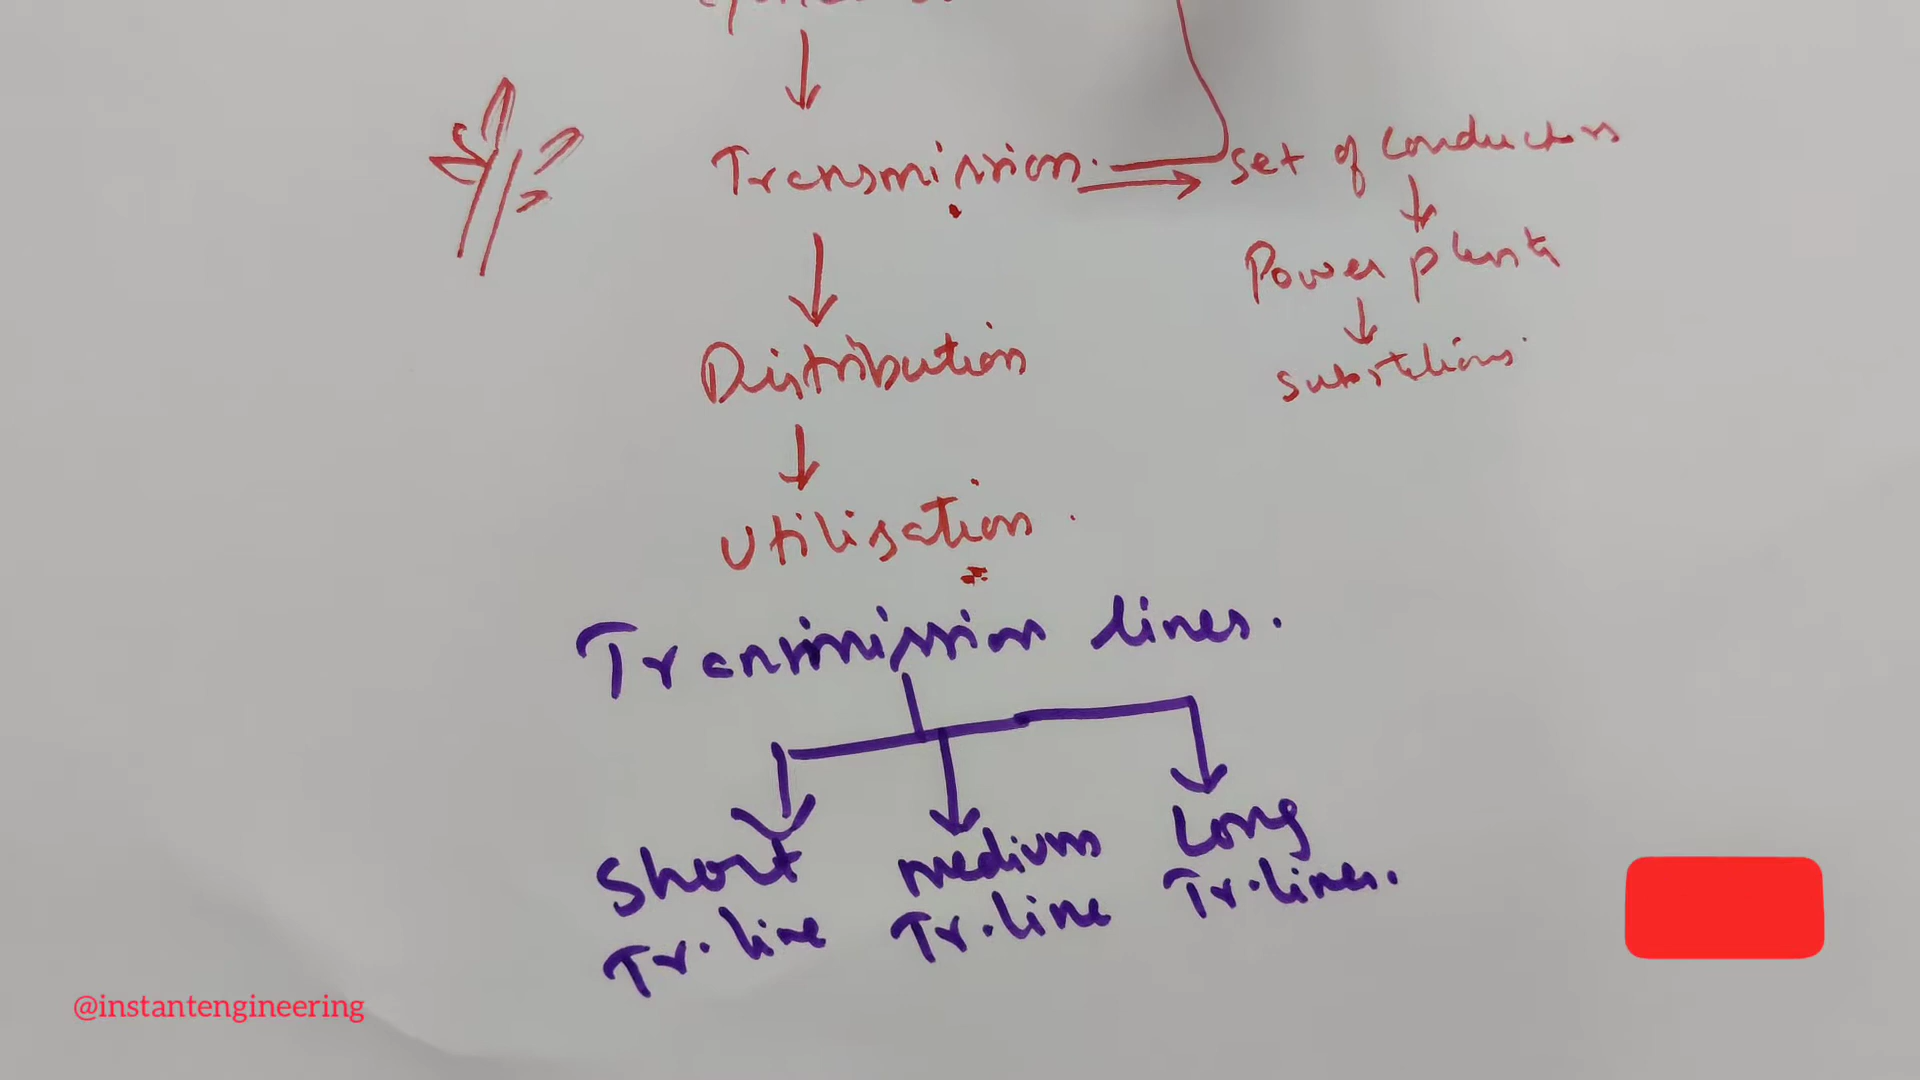 Transmission.
set of conductors
Power plants
substations.
Distribution
Utilisation.
Transmission lines.
Short
Tr. line
medium
Tr. line
Long
Tr. lines.
@instantengineering